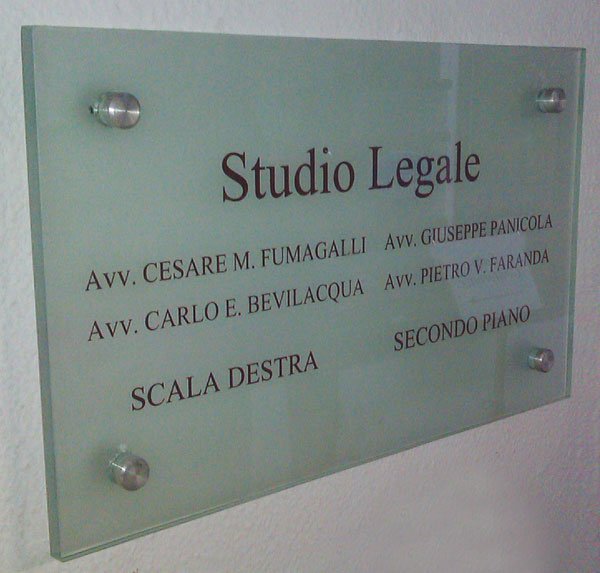 Studio Legale
Avv. CESARE M. FUMAGALLI Avv. GIUSEPPE PANICOLA
Avv. CARLO E. BEVILACQUA Avv. PIETRO V. FARANDA
SCALA DESTRA SECONDO PIANO